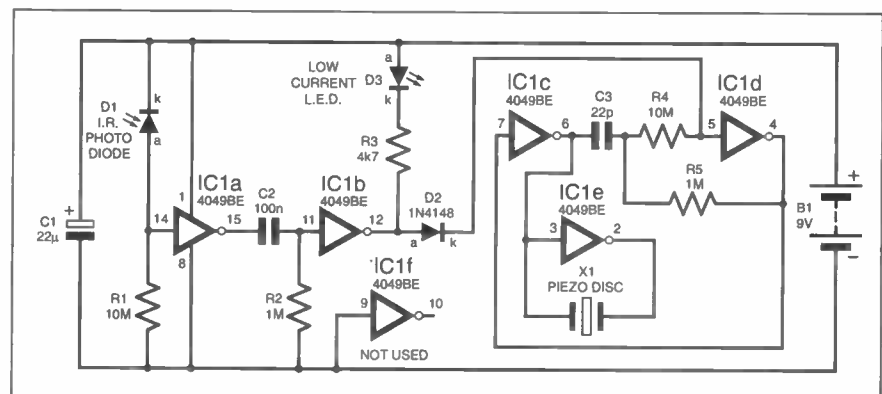 LOW
CURRENT
L.E.D.
a
D3
k
IC1c
4049BE
7
6
C3
22p
R4
10M
IC1d
4049BE
5
4
D1
I.R.
PHOTO
DIODE
k
a
R3
4k7
R5
1M
C1
22µ
+
14
1
8
IC1a
4049BE
15
C2
100n
11
IC1b
4049BE
12
D2
1N4148
a
k
IC1e
4049BE
3
2
X1
PIEZO DISC
B1
9V
+
−
R1
10M
R2
1M
IC1f
4049BE
9
10
NOT USED